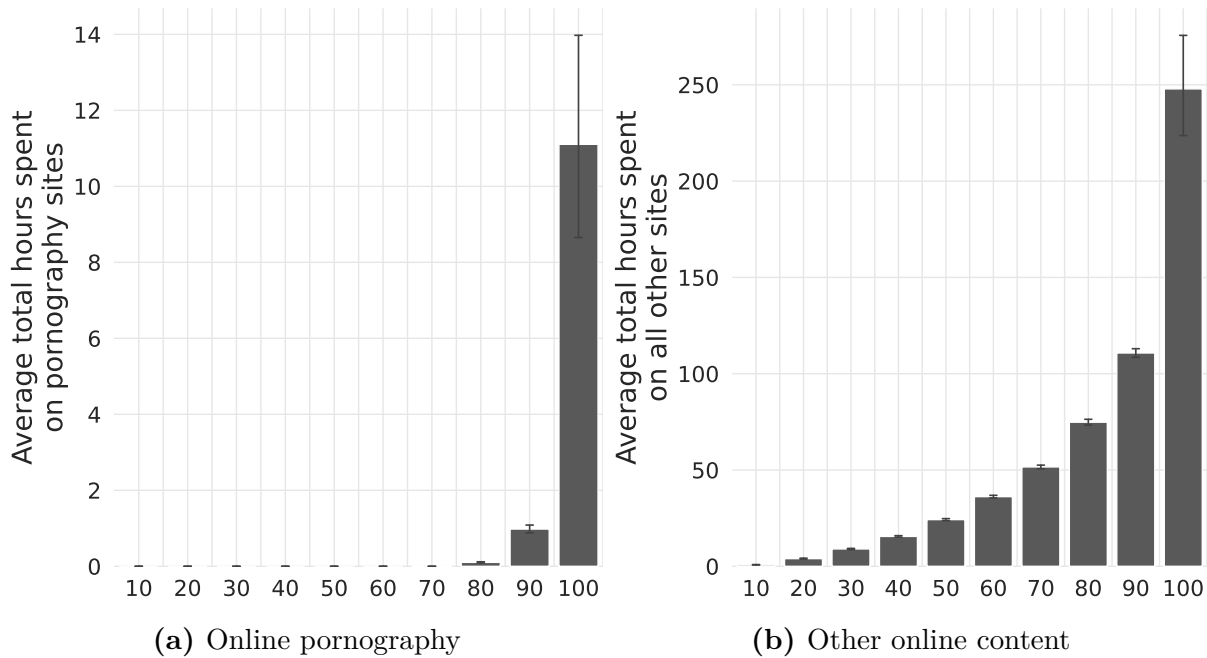 Average total hours spent
on pornography sites
14
12
10
8
6
4
2
0
10 20 30 40 50 60 70 80 90 100
(a) Online pornography
Average total hours spent
on all other sites
250
200
150
100
50
0
10 20 30 40 50 60 70 80 90 100
(b) Other online content